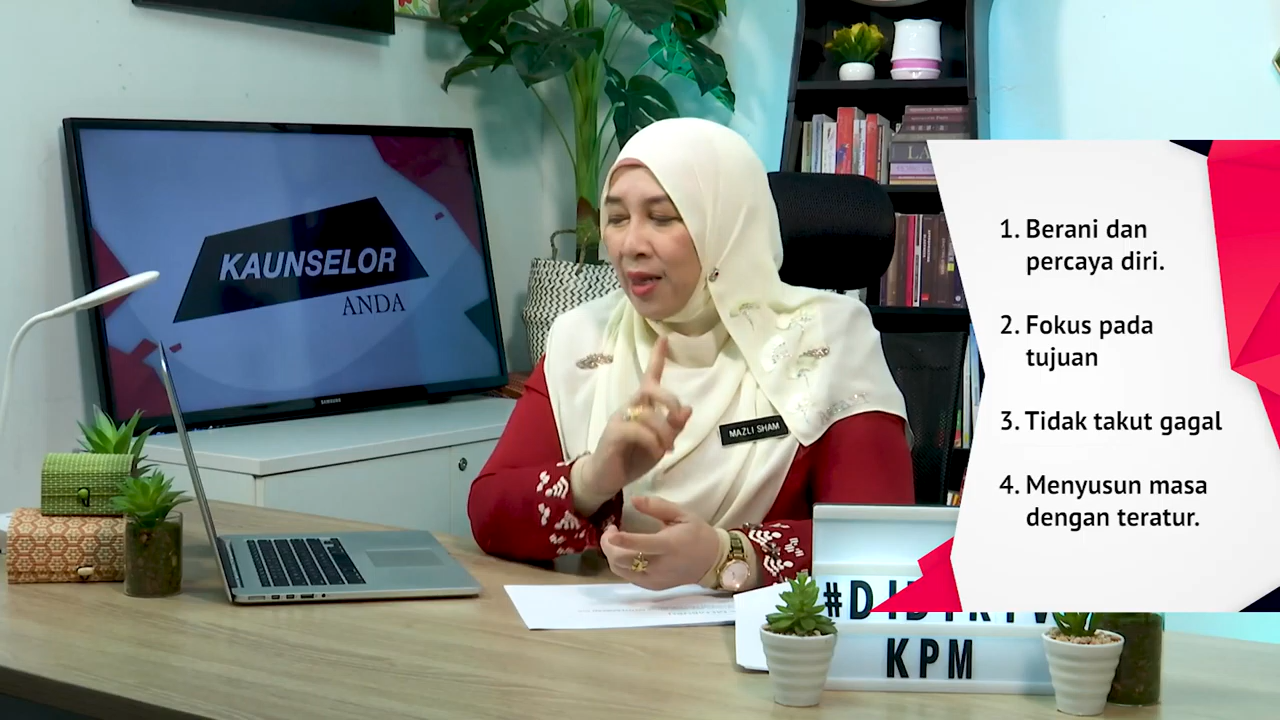 KAUNSELOR
ANDA
SAMSUNG
MAZLI SHAM
1. Berani dan
percaya diri.
2. Fokus pada
tujuan
3. Tidak takut gagal
4. Menyusun masa
dengan teratur.
KPM